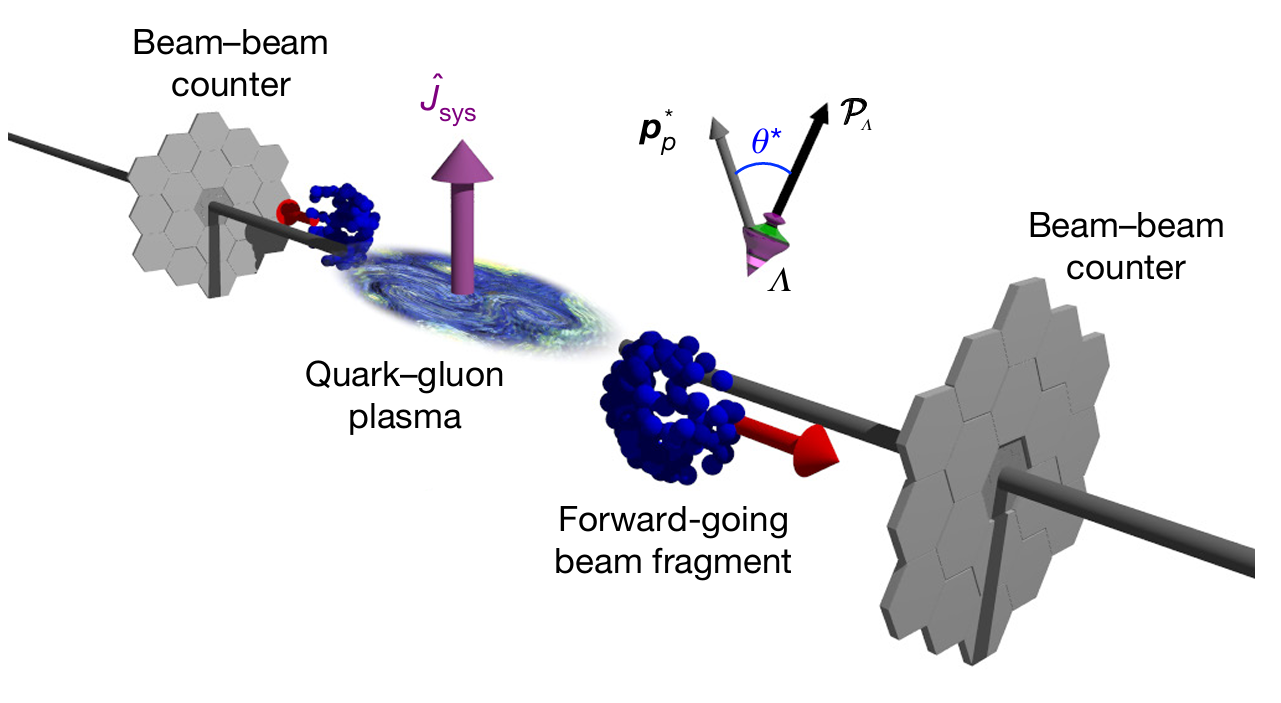 Beam–beam
counter
Ĵsys
p*p
θ*
𝒫Λ
Λ
Beam–beam
counter
Quark–gluon
plasma
Forward-going
beam fragment